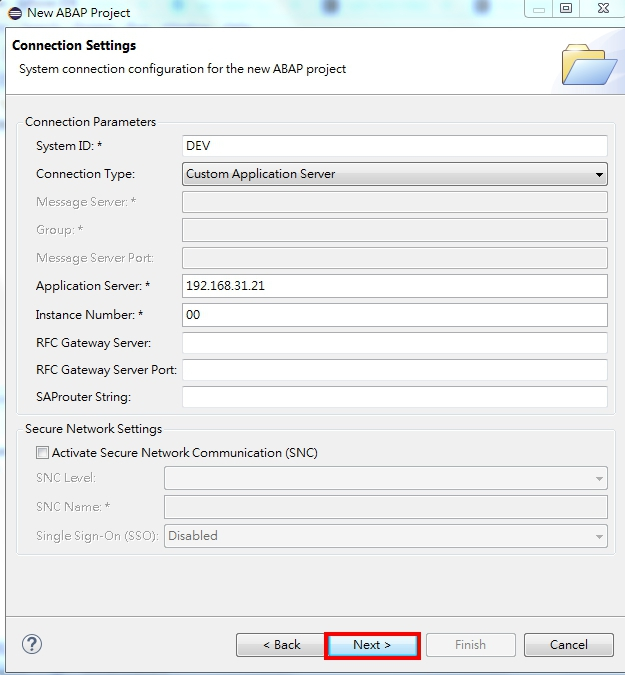 New ABAP Project
Connection Settings
System connection configuration for the new ABAP project
Connection Parameters
System ID: * DEV
Connection Type: Custom Application Server
Message Server: *
Group: *
Message Server Port:
Application Server: * 192.168.31.21
Instance Number: * 00
RFC Gateway Server:
RFC Gateway Server Port:
SAProuter String:
Secure Network Settings
Activate Secure Network Communication (SNC)
SNC Level:
SNC Name: *
Single Sign-On (SSO): Disabled
? < Back Next > Finish Cancel